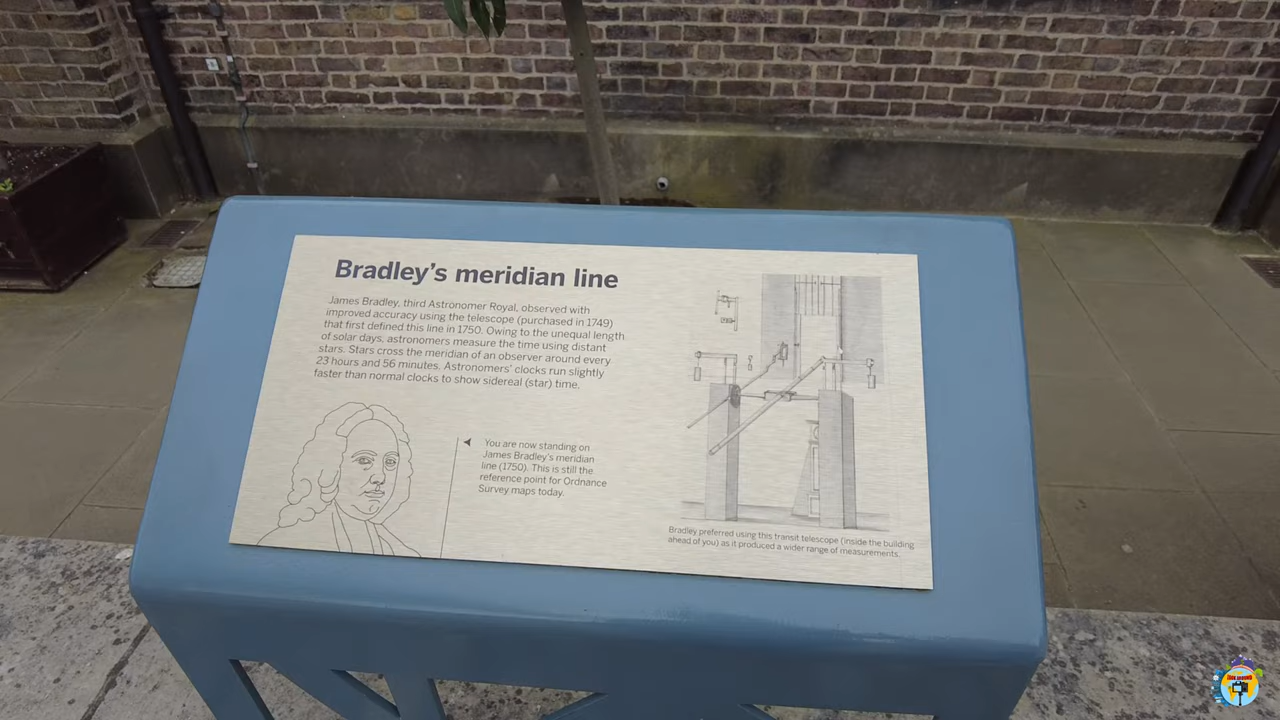 Bradley's meridian line
James Bradley, third Astronomer Royal, observed with
improved accuracy using the telescope (purchased in 1749)
that first defined this line in 1750. Owing to the unequal length
of solar days, astronomers measure the time using distant
stars. Stars cross the meridian of an observer around every
23 hours and 56 minutes. Astronomers' clocks run slightly
faster than normal clocks to show sidereal (star) time.
You are now standing on
James Bradley's meridian
line (1750). This is still the
reference point for Ordnance
Survey maps today.
Bradley preferred using this transit telescope (inside the building
ahead of you) as it produced a wider range of measurements.